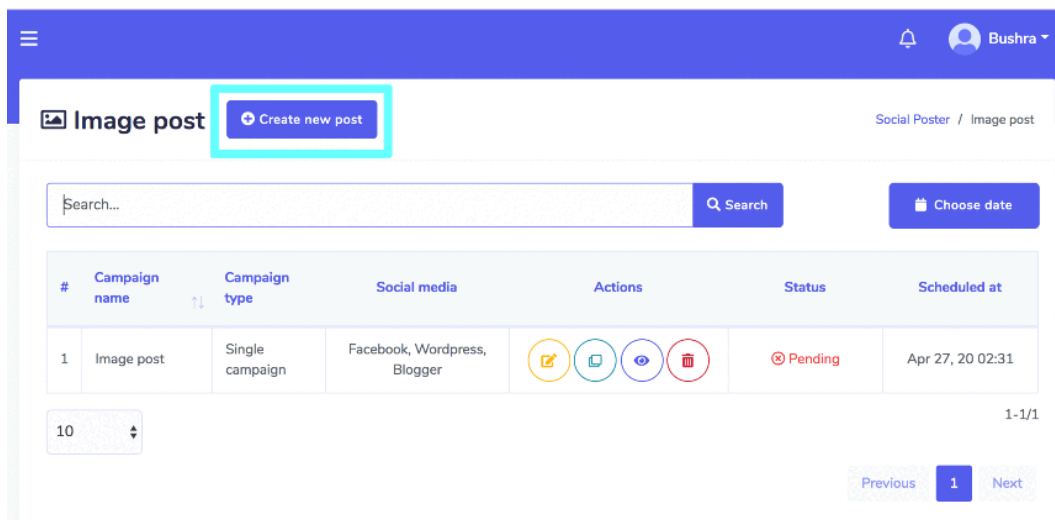 Bushra
Image post
Create new post
Social Poster / Image post
Search...
Search
Choose date
# Campaign name Campaign type Social media Actions Status Scheduled at
1 Image post Single campaign Facebook, Wordpress, Blogger Pending Apr 27, 20 02:31
10
1-1/1
Previous 1 Next